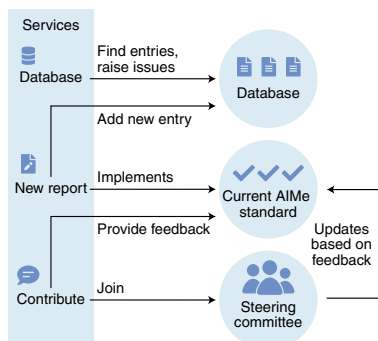 Services
Database
Find entries,
raise issues
Database
Add new entry
New report
Implements
Current AIMe
standard
Provide feedback
Updates
based on
feedback
Contribute
Join
Steering
committee